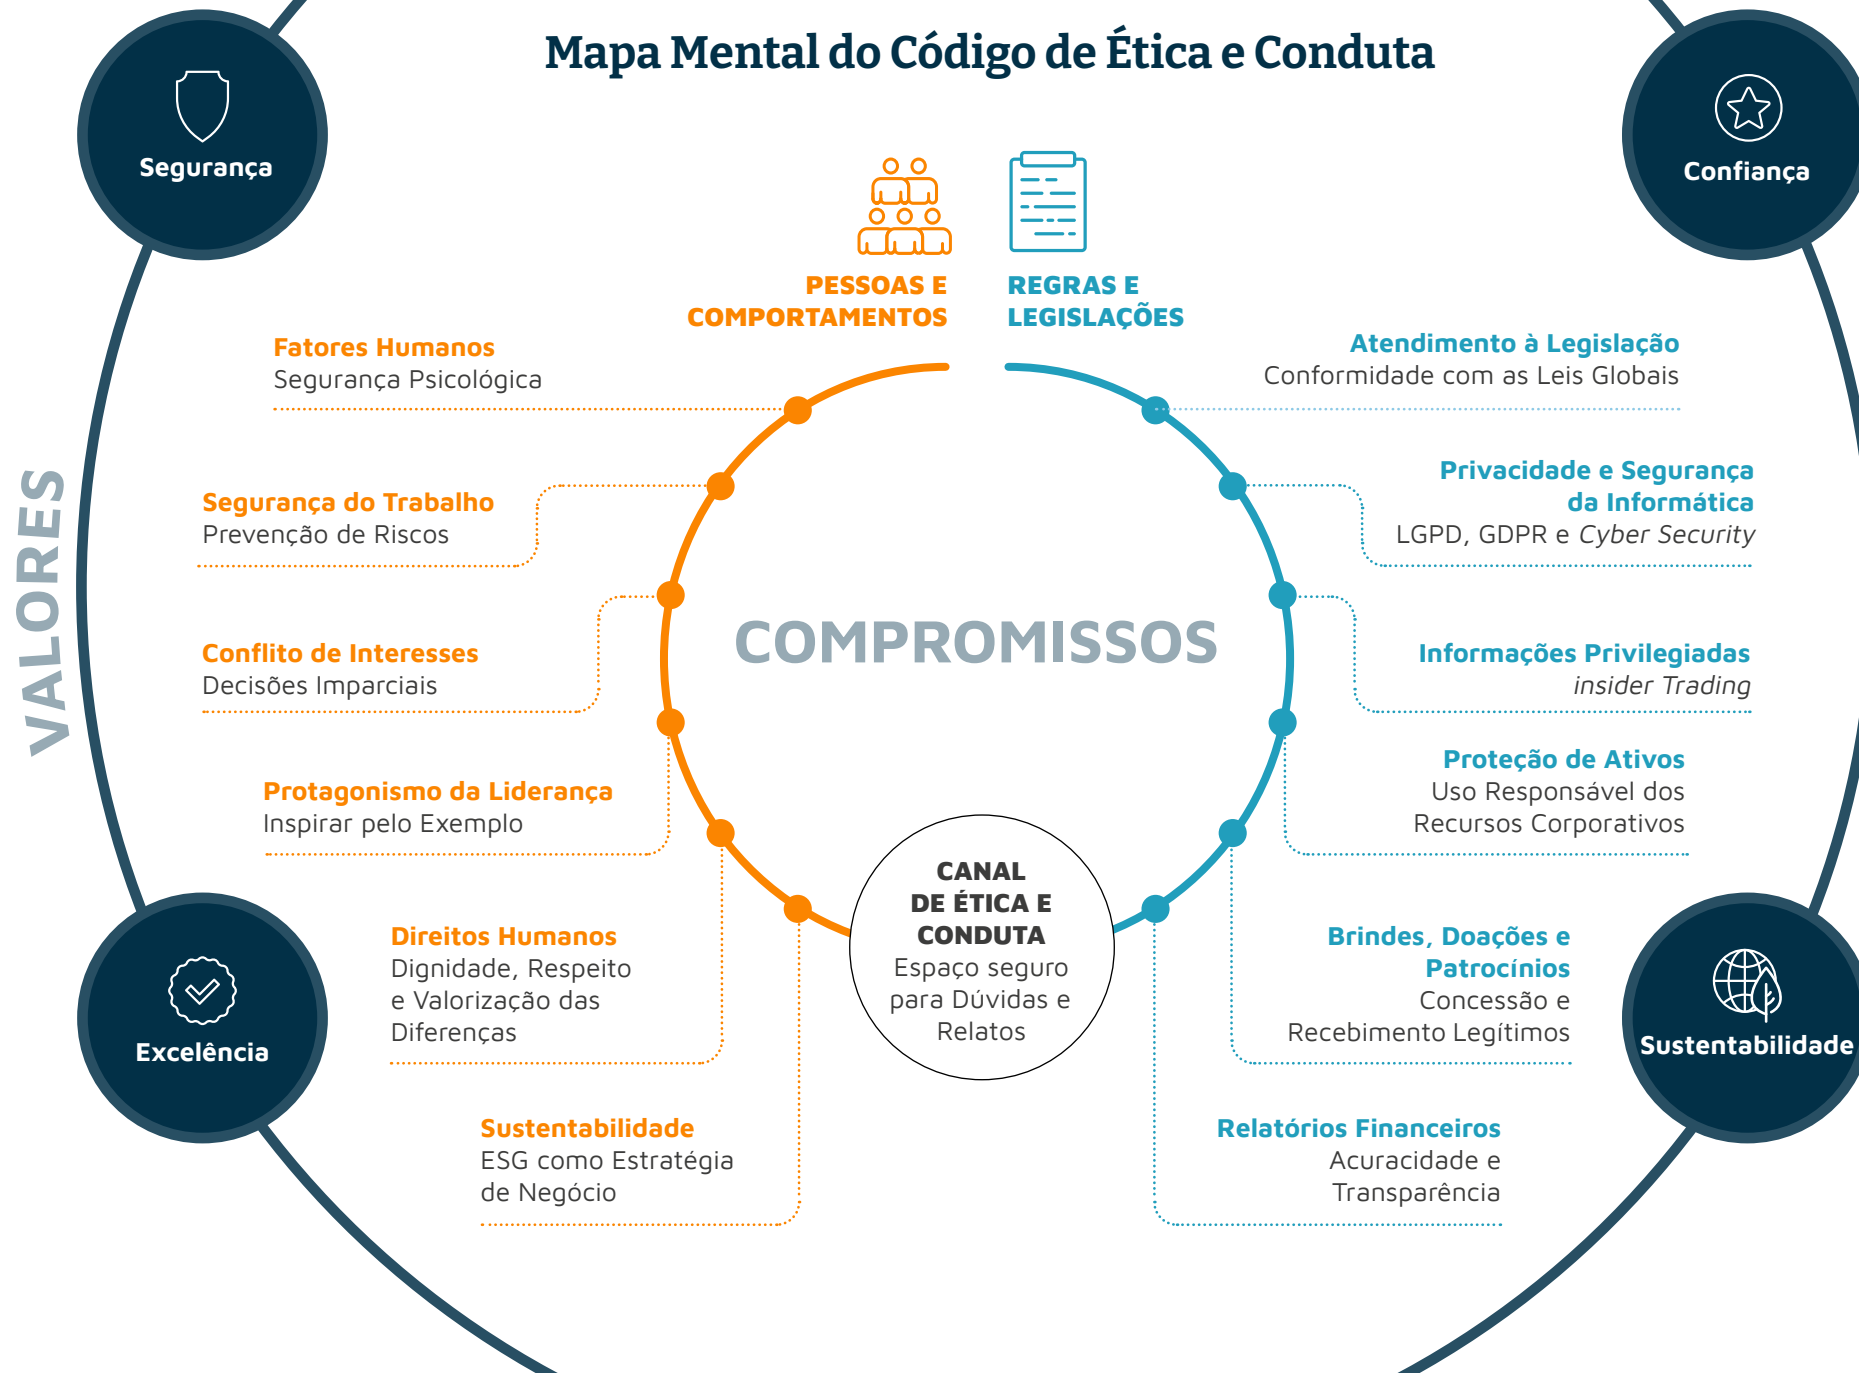 Mapa Mental do Código de Ética e Conduta
Segurança
Confiança
PESSOAS E
COMPORTAMENTOS
REGRAS E
LEGISLAÇÕES
VALORES
COMPROMISSOS
Fatores Humanos
Segurança Psicológica
Segurança do Trabalho
Prevenção de Riscos
Conflito de Interesses
Decisões Imparciais
Protagonismo da Liderança
Inspirar pelo Exemplo
Direitos Humanos
Dignidade, Respeito
e Valorização das
Diferenças
Sustentabilidade
ESG como Estratégia
de Negócio
Atendimento à Legislação
Conformidade com as Leis Globais
Privacidade e Segurança
da Informática
LGPD, GDPR e Cyber Security
Informações Privilegiadas
insider Trading
Proteção de Ativos
Uso Responsável dos
Recursos Corporativos
Brindes, Doações e
Patrocínios
Concessão e
Recebimento Legítimos
Relatórios Financeiros
Acuracidade e
Transparência
CANAL
DE ÉTICA E
CONDUTA
Espaço seguro
para Dúvidas e
Relatos
Excelência
Sustentabilidade